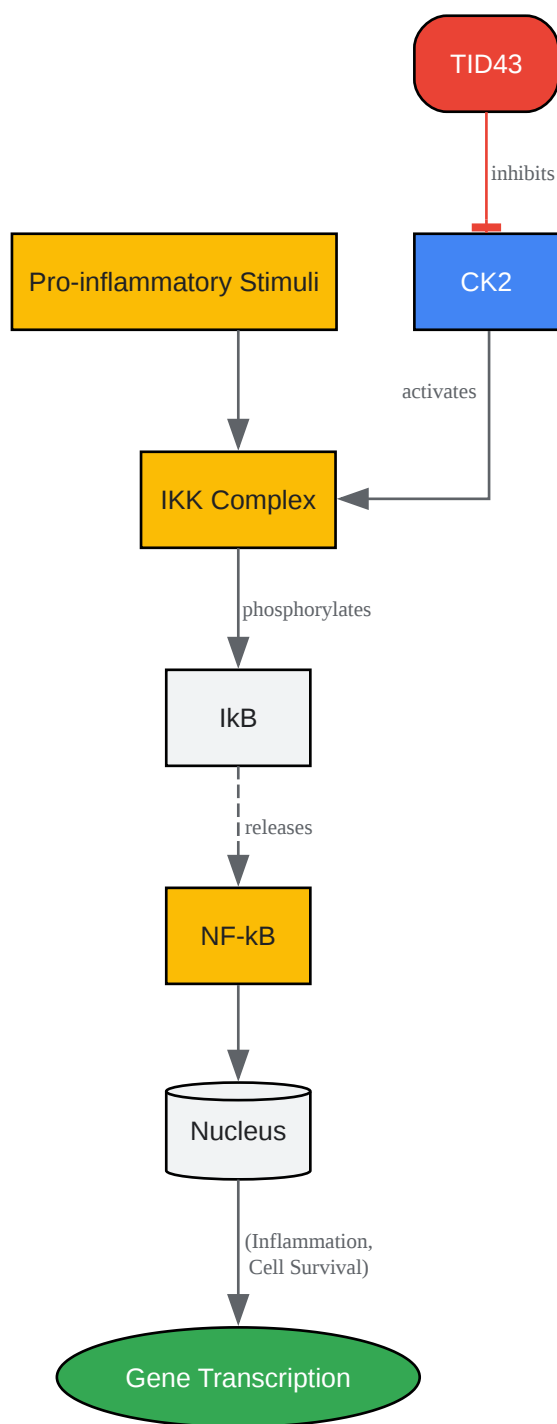 TID43
inhibits
Pro-inflammatory Stimuli
CK2
activates
IKK Complex
phosphorylates
IkB
releases
NF-kB
Nucleus
(Inflammation,
Cell Survival)
Gene Transcription